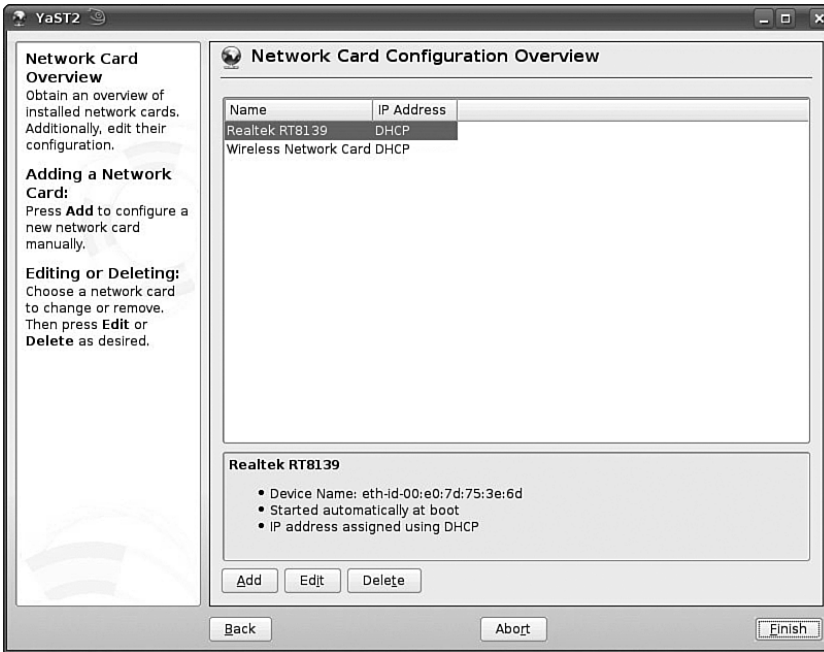 YaST2
Network Card
Overview
Obtain an overview of
installed network cards.
Additionally, edit their
configuration.
Adding a Network
Card:
Press Add to configure a
new network card
manually.
Editing or Deleting:
Choose a network card
to change or remove.
Then press Edit or
Delete as desired.
Network Card Configuration Overview
Name IP Address
Realtek RT8139 DHCP
Wireless Network Card DHCP
Realtek RT8139
• Device Name: eth-id-00:e0:7d:75:3e:6d
• Started automatically at boot
• IP address assigned using DHCP
Add Edit Delete
Back Abort Finish